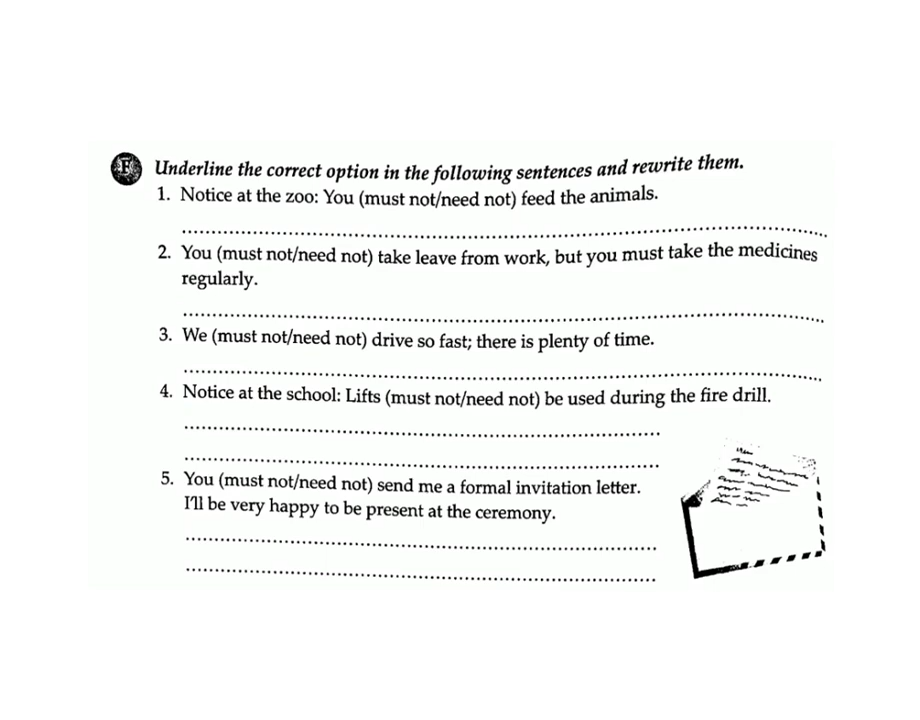 F Underline the correct option in the following sentences and rewrite them.
1. Notice at the zoo: You (must not/need not) feed the animals.
2. You (must not/need not) take leave from work, but you must take the medicines
regularly.
3. We (must not/need not) drive so fast; there is plenty of time.
4. Notice at the school: Lifts (must not/need not) be used during the fire drill.
5. You (must not/need not) send me a formal invitation letter.
I'll be very happy to be present at the ceremony.